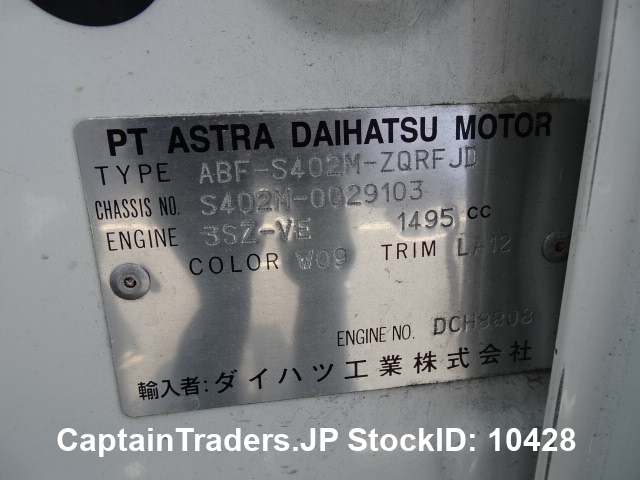 PT ASTRA DAIHATSU MOTOR
TYPE ABF-S402M-ZQRFJD
CHASSIS NO. S402M-0029103
ENGINE 3SZ-VE 1495 cc
COLOR W09 TRIM LA12
ENGINE NO. DCH8808
輸入者:ダイハツ工業株式会社
CaptainTraders.JP StockID: 10428